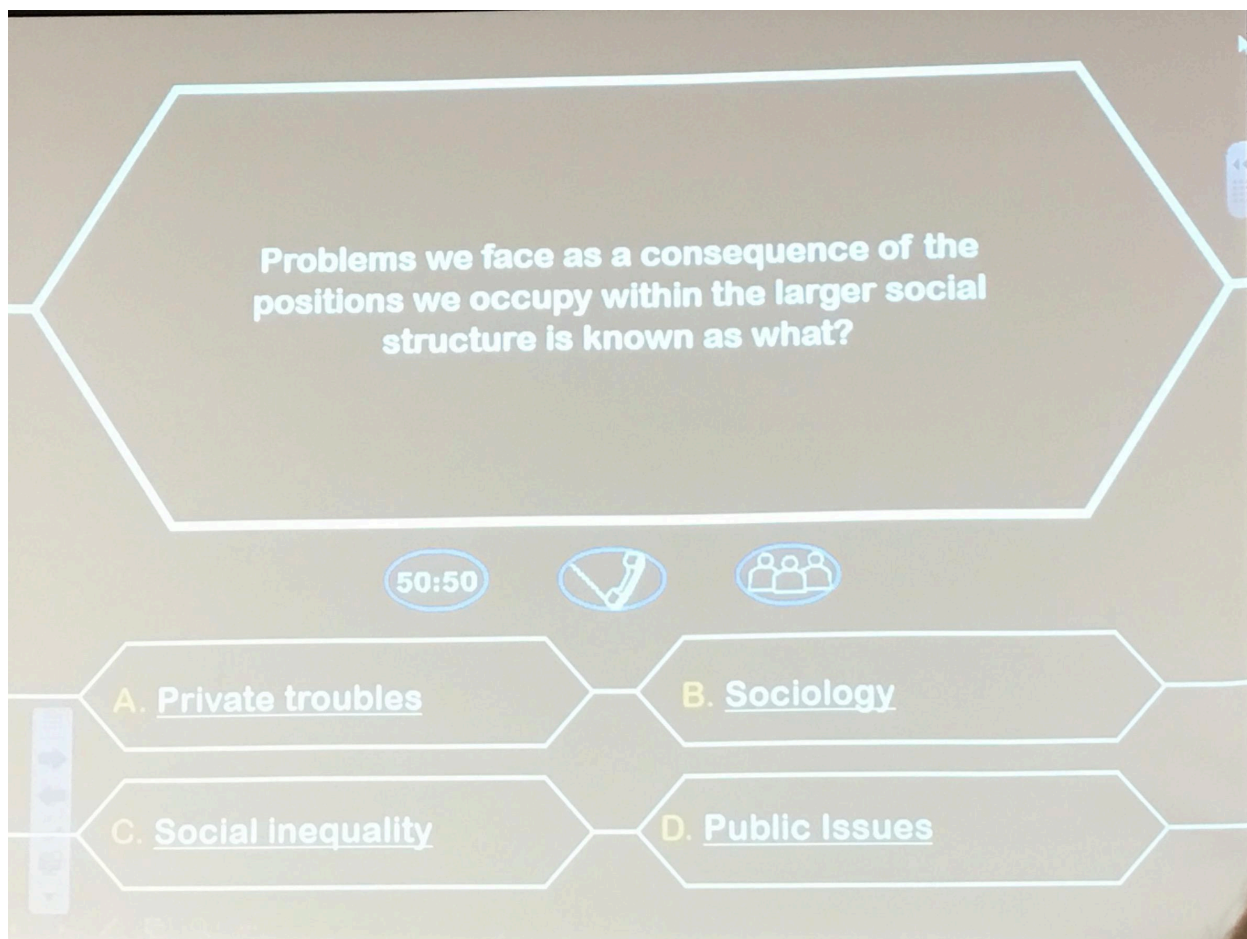 Problems we face as a consequence of the
positions we occupy within the larger social
structure is known as what?
50:50
A. Private troubles
B. Sociology
C. Social inequality
D. Public Issues